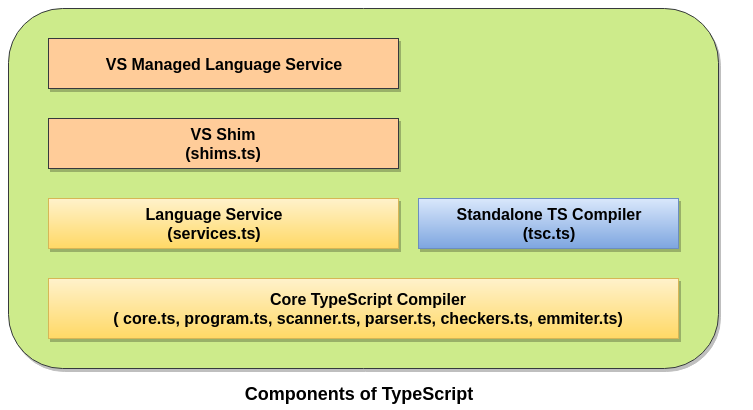 VS Managed Language Service
VS Shim
(shims.ts)
Language Service
(services.ts)
Standalone TS Compiler
(tsc.ts)
Core TypeScript Compiler
( core.ts, program.ts, scanner.ts, parser.ts, checkers.ts, emmiter.ts)
Components of TypeScript